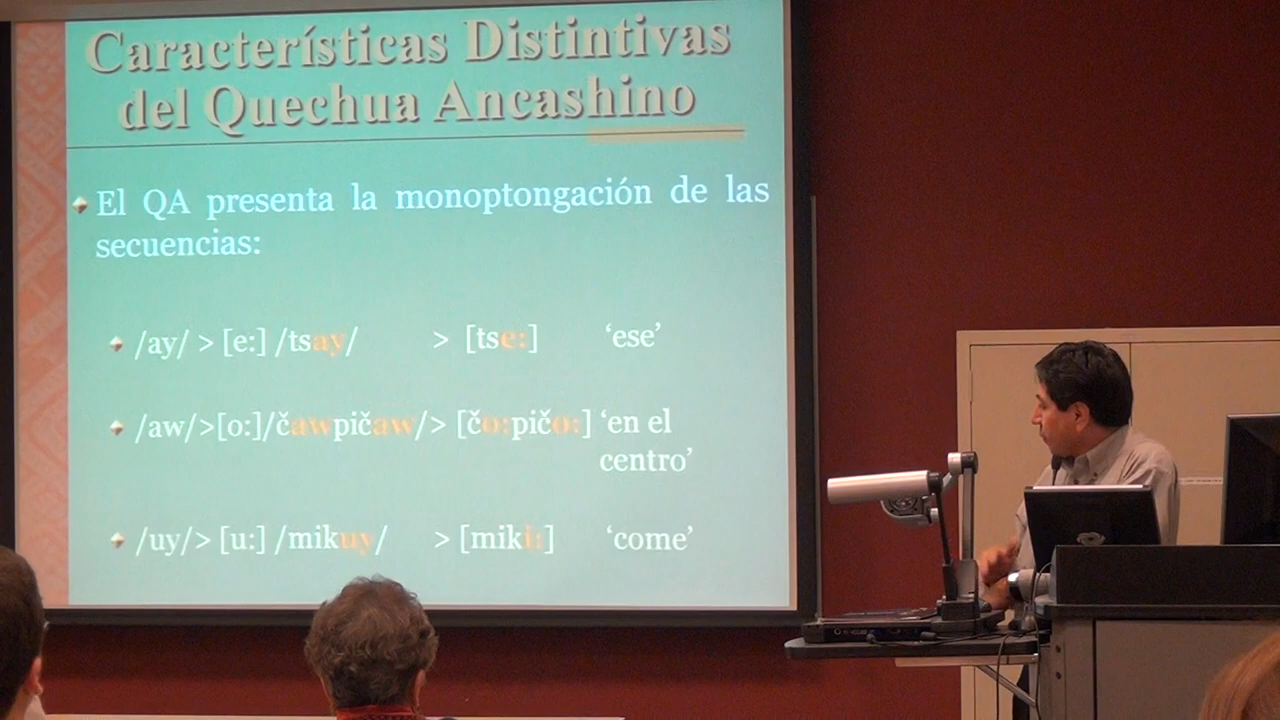 Características Distintivas
del Quechua Ancashino
El QA presenta la monoptongación de las
secuencias:
/ay/ > [e:] /tsay/ > [tse:] ‘ese’
/aw/>[o:]/čawpičaw/> [čo:pičo:] ‘en el
centro’
/uy/> [u:] /mikuy/ > [miki:] ‘come’